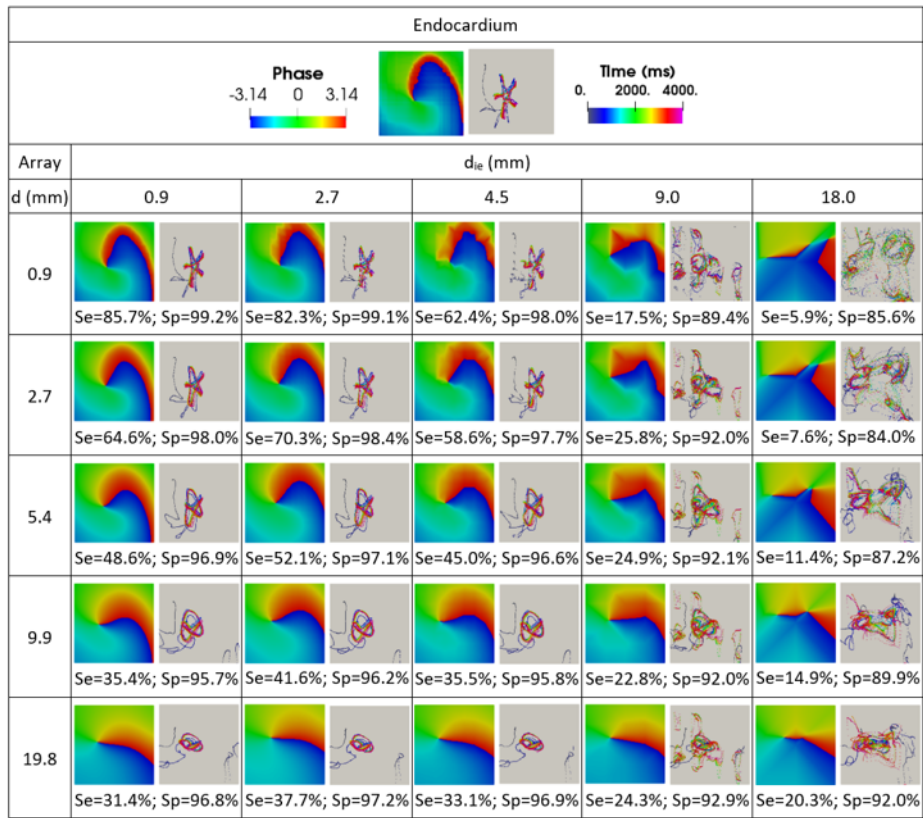 Endocardium
Phase
-3.14 0 3.14
Time (ms)
0. 2000. 4000.
Array
d (mm)
d_ie (mm)
0.9 2.7 4.5 9.0 18.0
0.9
Se=85.7%; Sp=99.2% Se=82.3%; Sp=99.1% Se=62.4%; Sp=98.0% Se=17.5%; Sp=89.4% Se=5.9%; Sp=85.6%
2.7
Se=64.6%; Sp=98.0% Se=70.3%; Sp=98.4% Se=58.6%; Sp=97.7% Se=25.8%; Sp=92.0% Se=7.6%; Sp=84.0%
5.4
Se=48.6%; Sp=96.9% Se=52.1%; Sp=97.1% Se=45.0%; Sp=96.6% Se=24.9%; Sp=92.1% Se=11.4%; Sp=87.2%
9.9
Se=35.4%; Sp=95.7% Se=41.6%; Sp=96.2% Se=35.5%; Sp=95.8% Se=22.8%; Sp=92.0% Se=14.9%; Sp=89.9%
19.8
Se=31.4%; Sp=96.8% Se=37.7%; Sp=97.2% Se=33.1%; Sp=96.9% Se=24.3%; Sp=92.9% Se=20.3%; Sp=92.0%